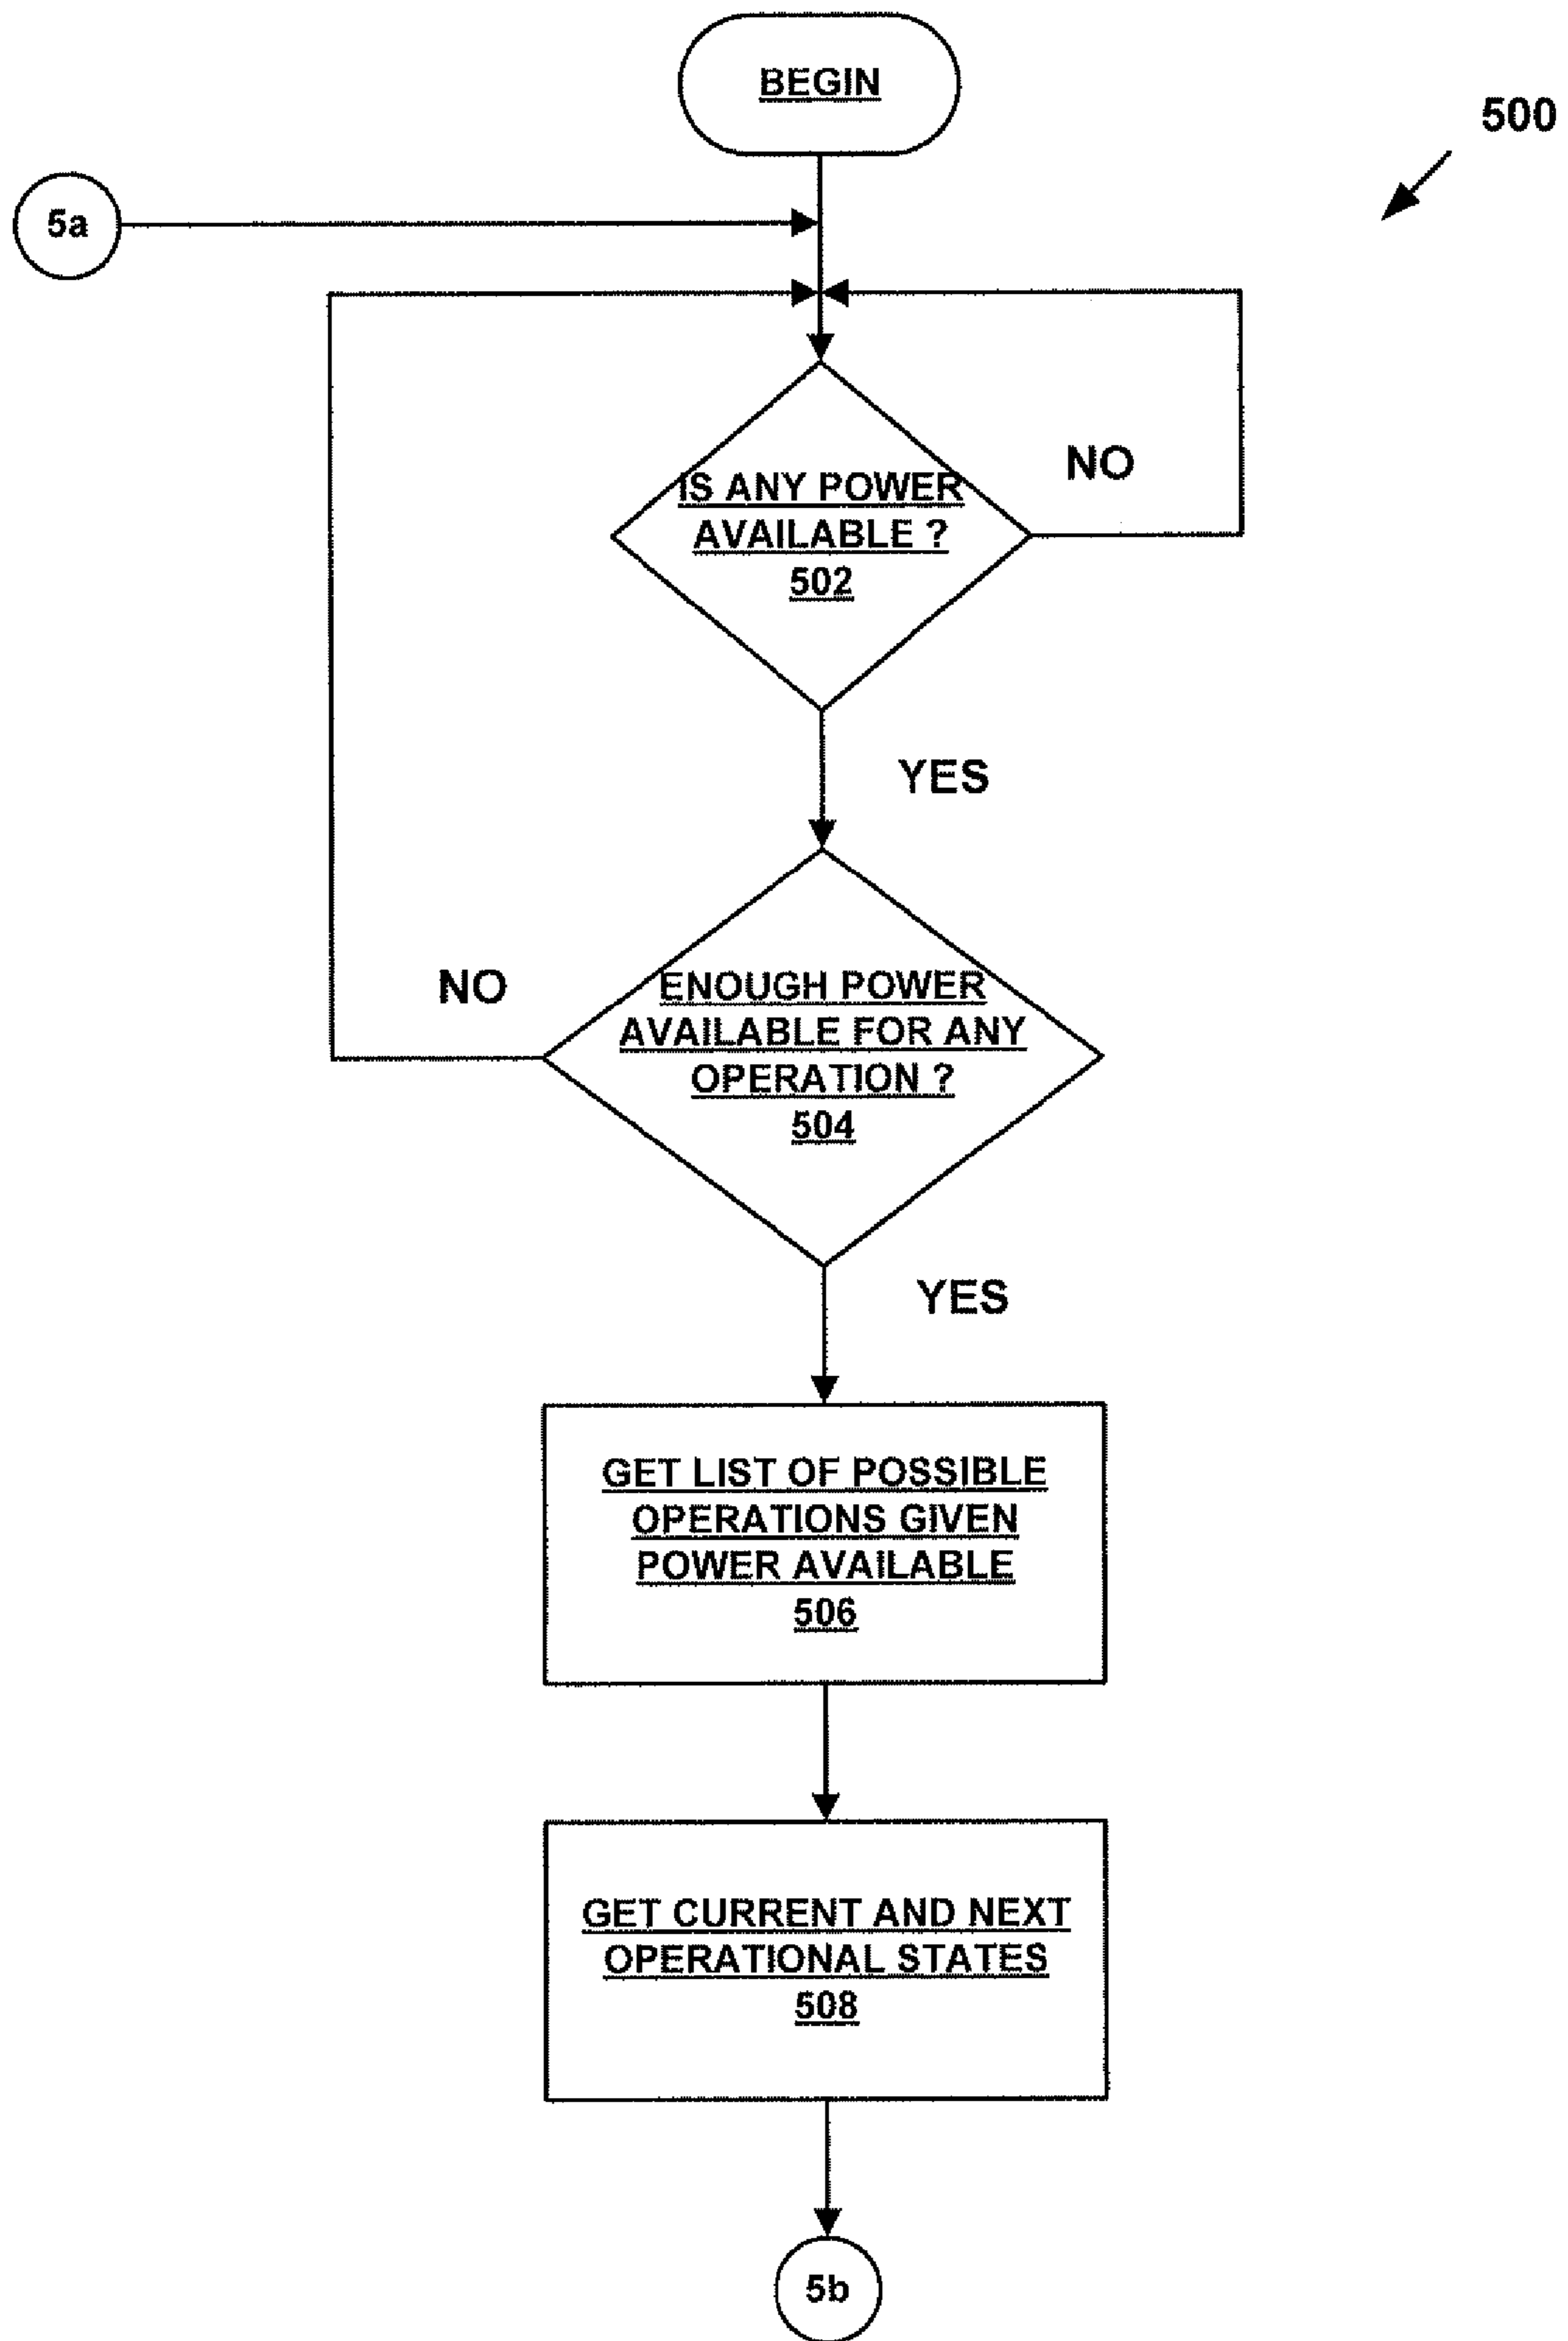 BEGIN
500
5a
IS ANY POWER
AVAILABLE ?
502
NO
YES
NO
ENOUGH POWER
AVAILABLE FOR ANY
OPERATION ?
504
YES
GET LIST OF POSSIBLE
OPERATIONS GIVEN
POWER AVAILABLE
506
GET CURRENT AND NEXT
OPERATIONAL STATES
508
5b